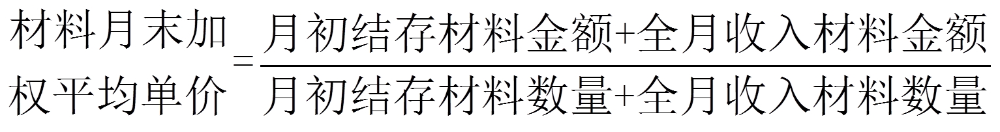 材料月末加
权平均单价
=
月初结存材料金额+全月收入材料金额
月初结存材料数量+全月收入材料数量